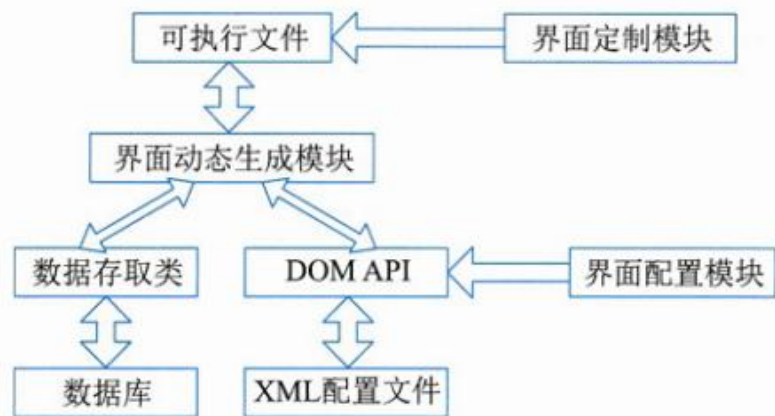 可执行文件
界面定制模块
界面动态生成模块
数据存取类
DOM API
界面配置模块
数据库
XML配置文件